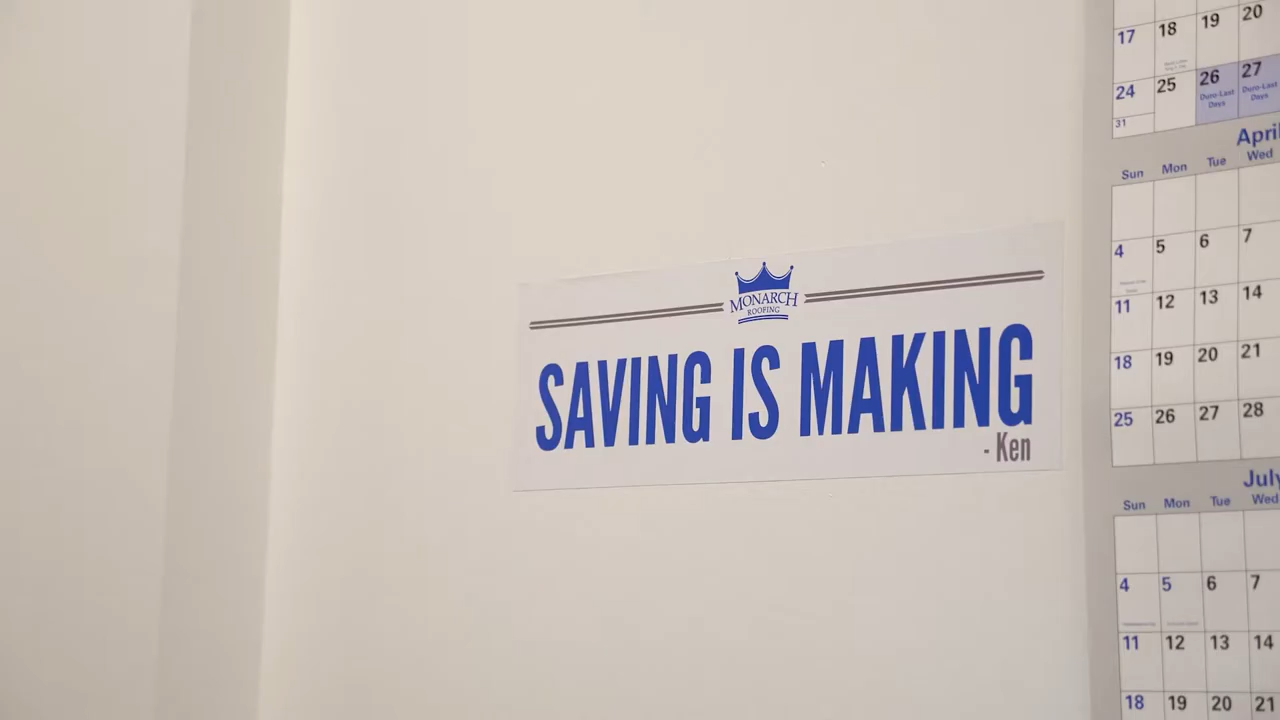 MONARCH
ROOFING
SAVING IS MAKING
- Ken
17 18 19 20
24 25 26 27
Duro-Last Duro-Last
Days Days
31
April
Sun Mon Tue Wed
4 5 6 7
11 12 13 14
18 19 20 21
25 26 27 28
July
Sun Mon Tue Wed
4 5 6 7
11 12 13 14
18 19 20 21